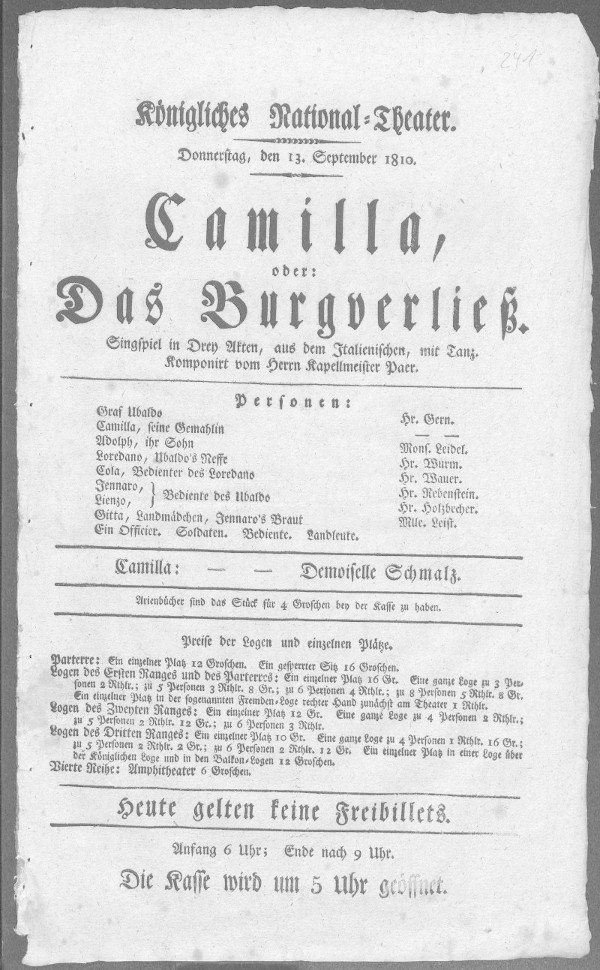 241
Königliches National-Theater.
Donnerstag, den 13. September 1810.
Camilla,
oder:
Das Burgverließ.
Singspiel in Drey Akten, aus dem Italienischen, mit Tanz.
Komponirt vom Herrn Kapellmeister Paer.
Personen:
Graf Ubaldo Hr. Gern.
Camilla, seine Gemahlin — —
Adolph, ihr Sohn Mons. Leidel.
Loredano, Ubaldo's Neffe Hr. Wurm.
Cola, Bedienter des Loredano Hr. Wauer.
Jennaro, } Bediente des Ubaldo Hr. Rebenstein.
Lienzo, Hr. Holzbecher.
Gitta, Landmädchen, Jennaro's Braut Mlle. Leist.
Ein Officier. Soldaten. Bediente. Landleute.
Camilla: — — Demoiselle Schmalz.
Arienbücher sind das Stück für 4 Groschen bey der Kasse zu haben.
Preise der Logen und einzelnen Plätze.
Parterre: Ein einzelner Platz 12 Groschen. Ein gesperrter Sitz 16 Groschen.
Logen des Ersten Ranges und des Parterres: Ein einzelner Platz 16 Gr. Eine ganze Loge zu 3 Per-
sonen 2 Rthlr.; zu 5 Personen 3 Rthlr. 8 Gr.; zu 6 Personen 4 Rthlr.; zu 8 Personen 5 Rthlr. 8 Gr.
Ein einzelner Platz in der sogenannten Fremden-Loge rechter Hand zunächst am Theater 1 Rthlr.
Logen des Zweyten Ranges: Ein einzelner Platz 12 Gr. Eine ganze Loge zu 4 Personen 2 Rthlr.;
zu 5 Personen 2 Rthlr. 12 Gr.; zu 6 Personen 3 Rthlr.
Logen des Dritten Ranges: Ein einzelner Platz 10 Gr. Eine ganze Loge zu 4 Personen 1 Rthlr. 16 Gr.;
zu 5 Personen 2 Rthlr. 2 Gr.; zu 6 Personen 2 Rthlr. 12 Gr. Ein einzelner Platz in einer Loge über
der Königlichen Loge und in den Balkon-Logen 12 Groschen.
Vierte Reihe: Amphitheater 6 Groschen.
Heute gelten keine Freibillets.
Anfang 6 Uhr; Ende nach 9 Uhr.
Die Kasse wird um 5 Uhr geöffnet.